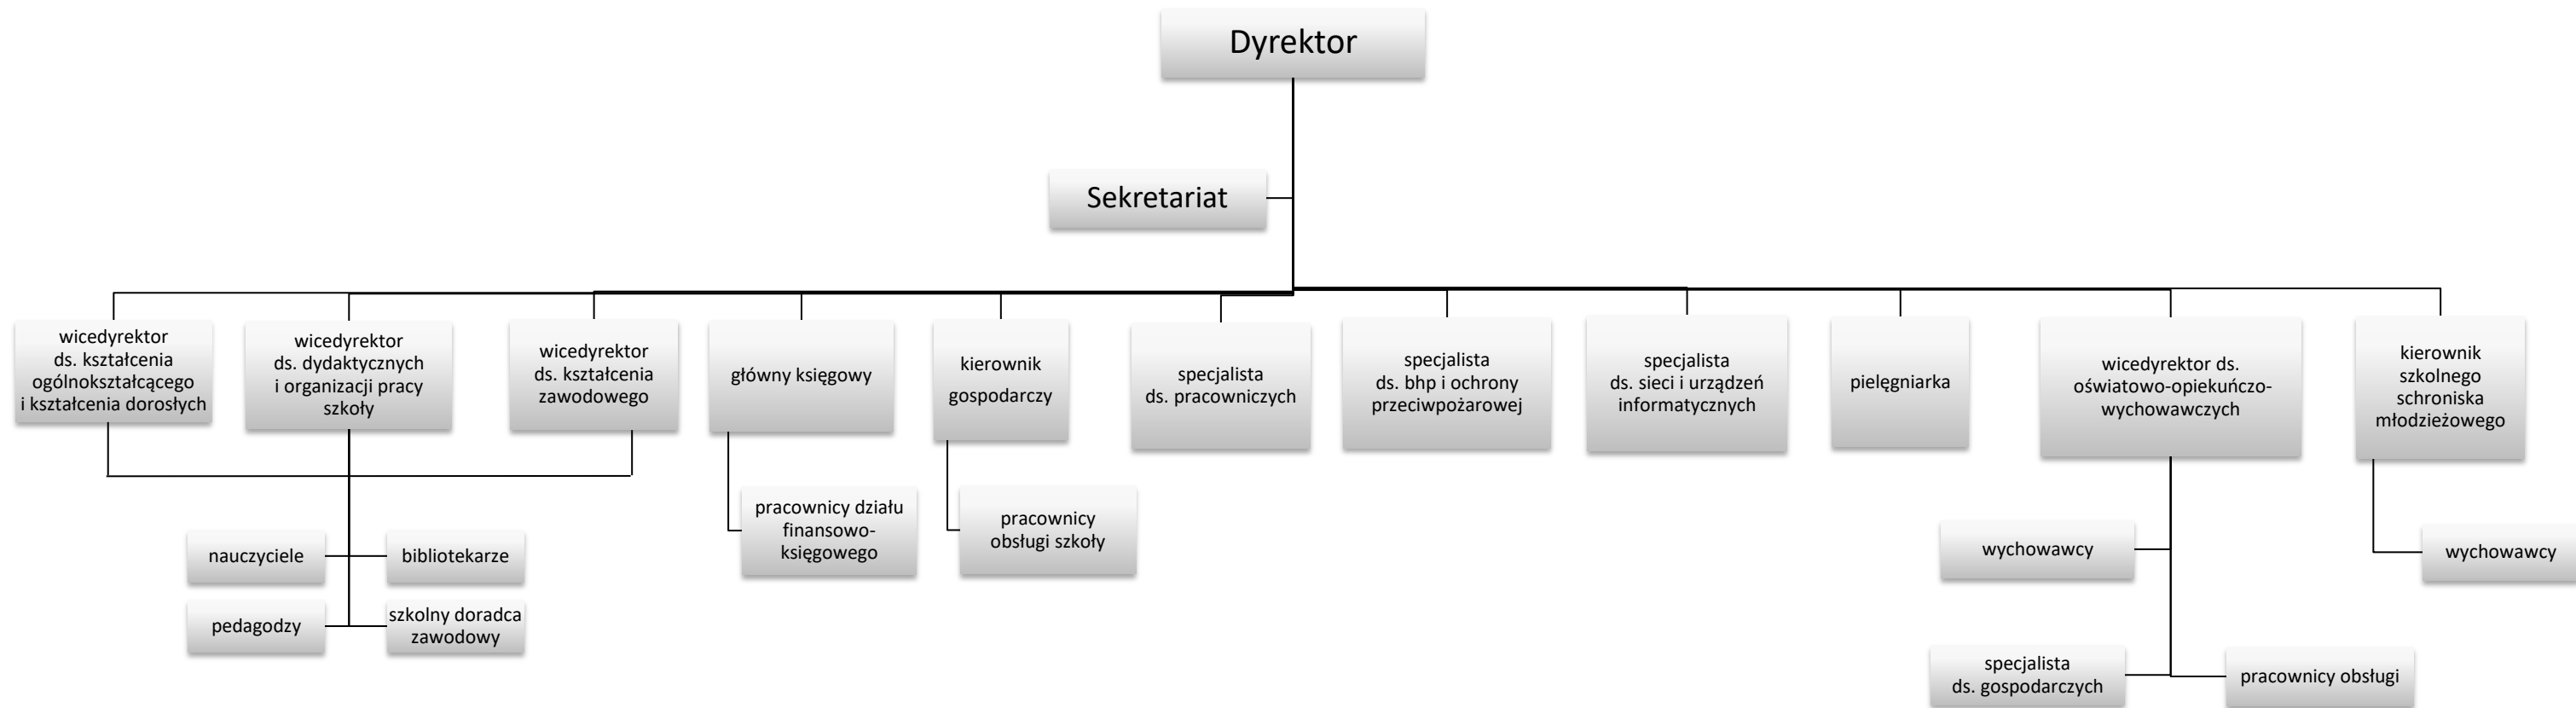 Dyrektor
Sekretariat
wicedyrektor
ds. kształcenia
ogólnokształcącego
i kształcenia dorosłych
wicedyrektor
ds. dydaktycznych
i organizacji pracy
szkoły
wicedyrektor
ds. kształcenia
zawodowego
główny księgowy
kierownik
gospodarczy
specjalista
ds. pracowniczych
specjalista
ds. bhp i ochrony
przeciwpożarowej
specjalista
ds. sieci i urządzeń
informatycznych
pielęgniarka
wicedyrektor ds.
oświatowo-opiekuńczo-
wychowawczych
kierownik
szkolnego
schroniska
młodzieżowego
nauczyciele
bibliotekarze
pedagodzy
szkolny doradca
zawodowy
pracownicy działu
finansowo-
księgowego
pracownicy
obsługi szkoły
wychowawcy
specjalista
ds. gospodarczych
pracownicy obsługi
wychowawcy